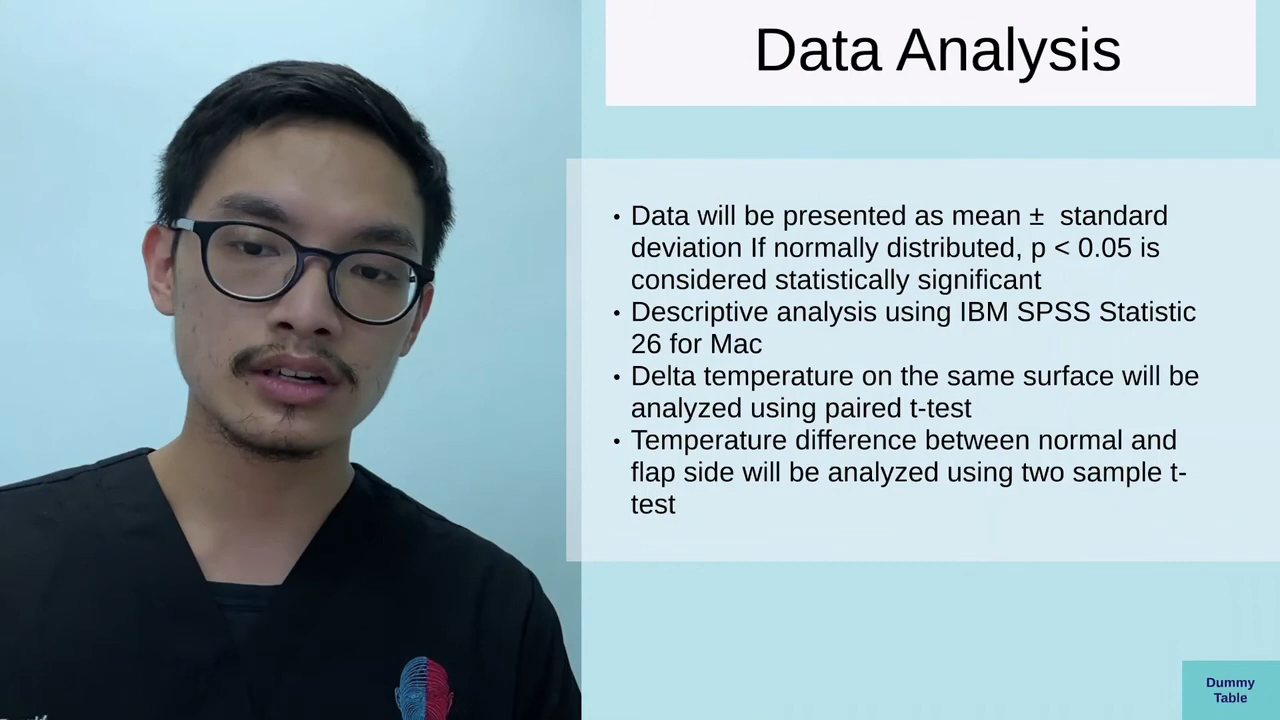 Data Analysis
• Data will be presented as mean ± standard
deviation If normally distributed, p < 0.05 is
considered statistically significant
• Descriptive analysis using IBM SPSS Statistic
26 for Mac
• Delta temperature on the same surface will be
analyzed using paired t-test
• Temperature difference between normal and
flap side will be analyzed using two sample t-
test
Dummy
Table